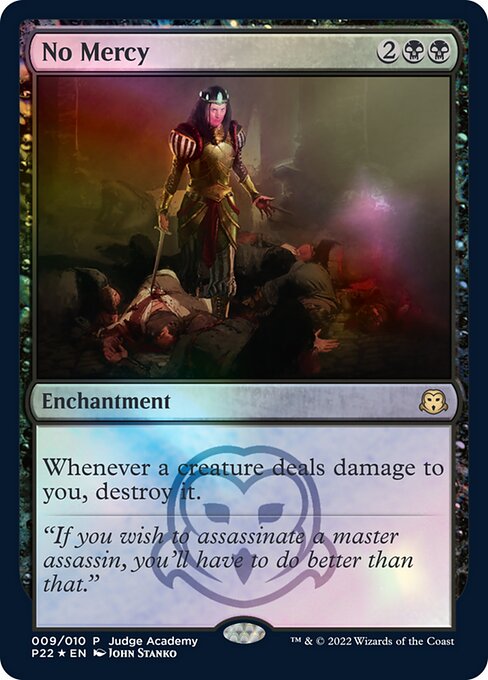 No Mercy 2
Enchantment
Whenever a creature deals damage to
you, destroy it.
“If you wish to assassinate a master
assassin, you’ll have to do better than
that.”
009/010 P Judge Academy ™ & © 2022 Wizards of the Coast
P22 ★ EN John Stanko